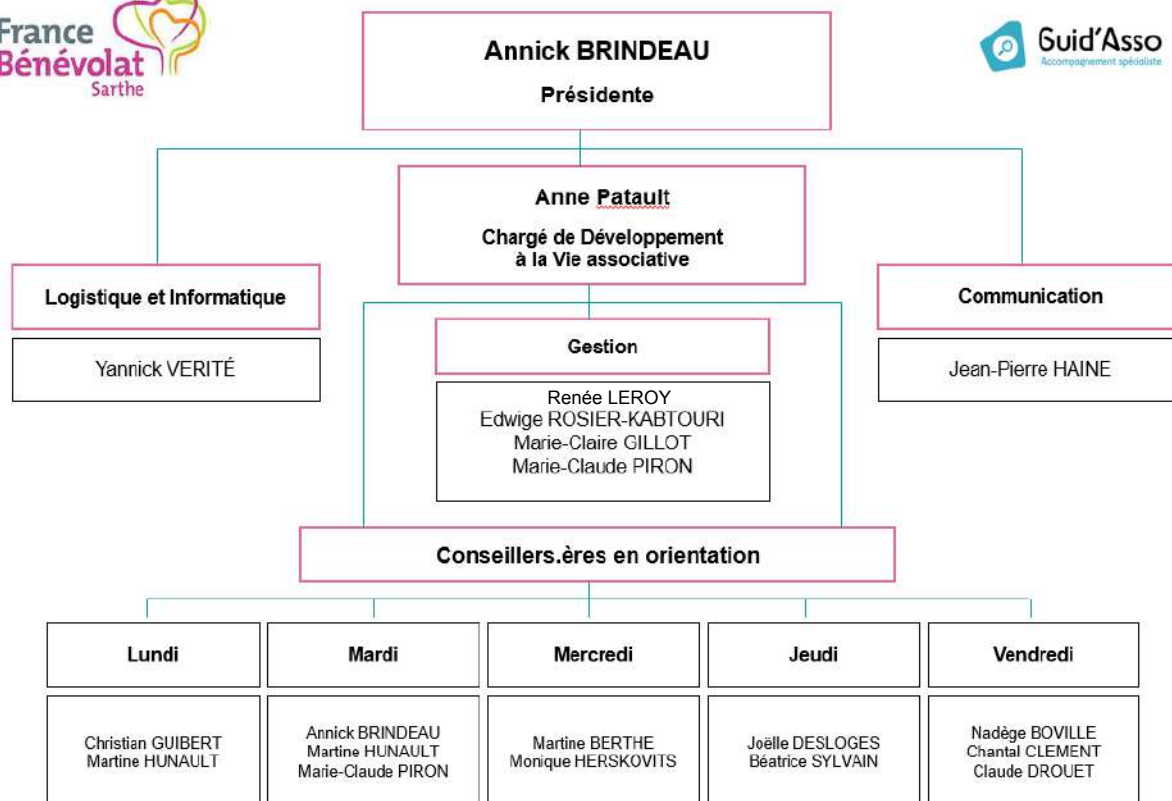 France
Bénévolat
Sarthe
Annick BRINDEAU
Présidente
Guid'Asso
Accompagnement spécialiste
Anne Patault
Chargé de Développement
à la Vie associative
Logistique et Informatique
Yannick VERITÉ
Communication
Jean-Pierre HAINE
Gestion
Renée LEROY
Edwige ROSIER-KABTOURI
Marie-Claire GILLOT
Marie-Claude PIRON
Conseillers.ères en orientation
Lundi
Christian GUIBERT
Martine HUNAULT
Mardi
Annick BRINDEAU
Martine HUNAULT
Marie-Claude PIRON
Mercredi
Martine BERTHE
Monique HERSKOVITS
Jeudi
Joëlle DESLOGES
Béatrice SYLVAIN
Vendredi
Nadège BOVILLE
Chantal CLEMENT
Claude DROUET